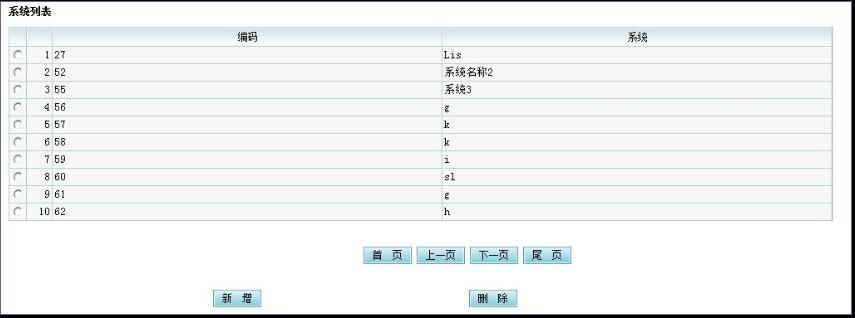 系统列表
编码 系统
1 27 Lis
2 52 系统名称2
3 55 系统3
4 56 g
5 57 k
6 58 k
7 59 i
8 60 sl
9 61 g
10 62 h
首 页 上一页 下一页 尾 页
新 增 删 除